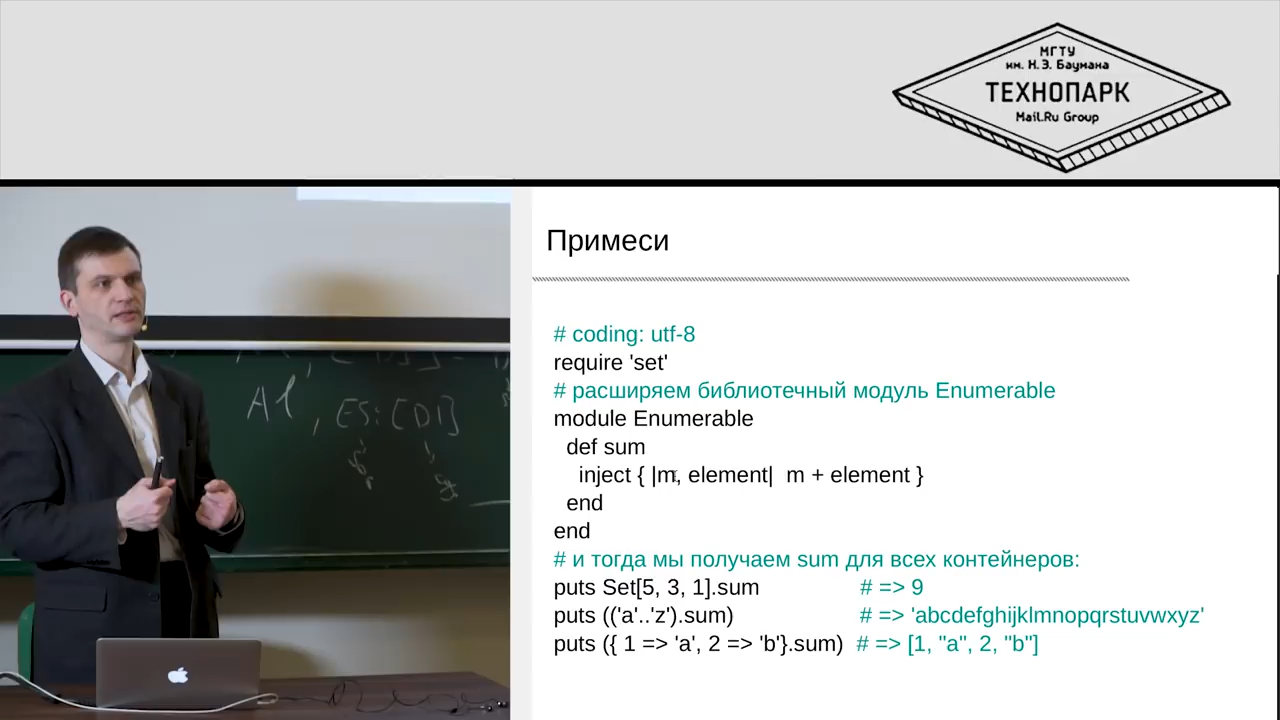 МГТУ
им. Н.Э. Баумана
ТЕХНОПАРК
Mail.Ru Group
Примеси
# coding: utf-8
require 'set'
# расширяем библиотечный модуль Enumerable
module Enumerable
def sum
inject { |m, element| m + element }
end
end
# и тогда мы получаем sum для всех контейнеров:
puts Set[5, 3, 1].sum # => 9
puts (('a'..'z').sum) # => 'abcdefghijklmnopqrstuvwxyz'
puts ({ 1 => 'a', 2 => 'b'}.sum) # => [1, "a", 2, "b"]